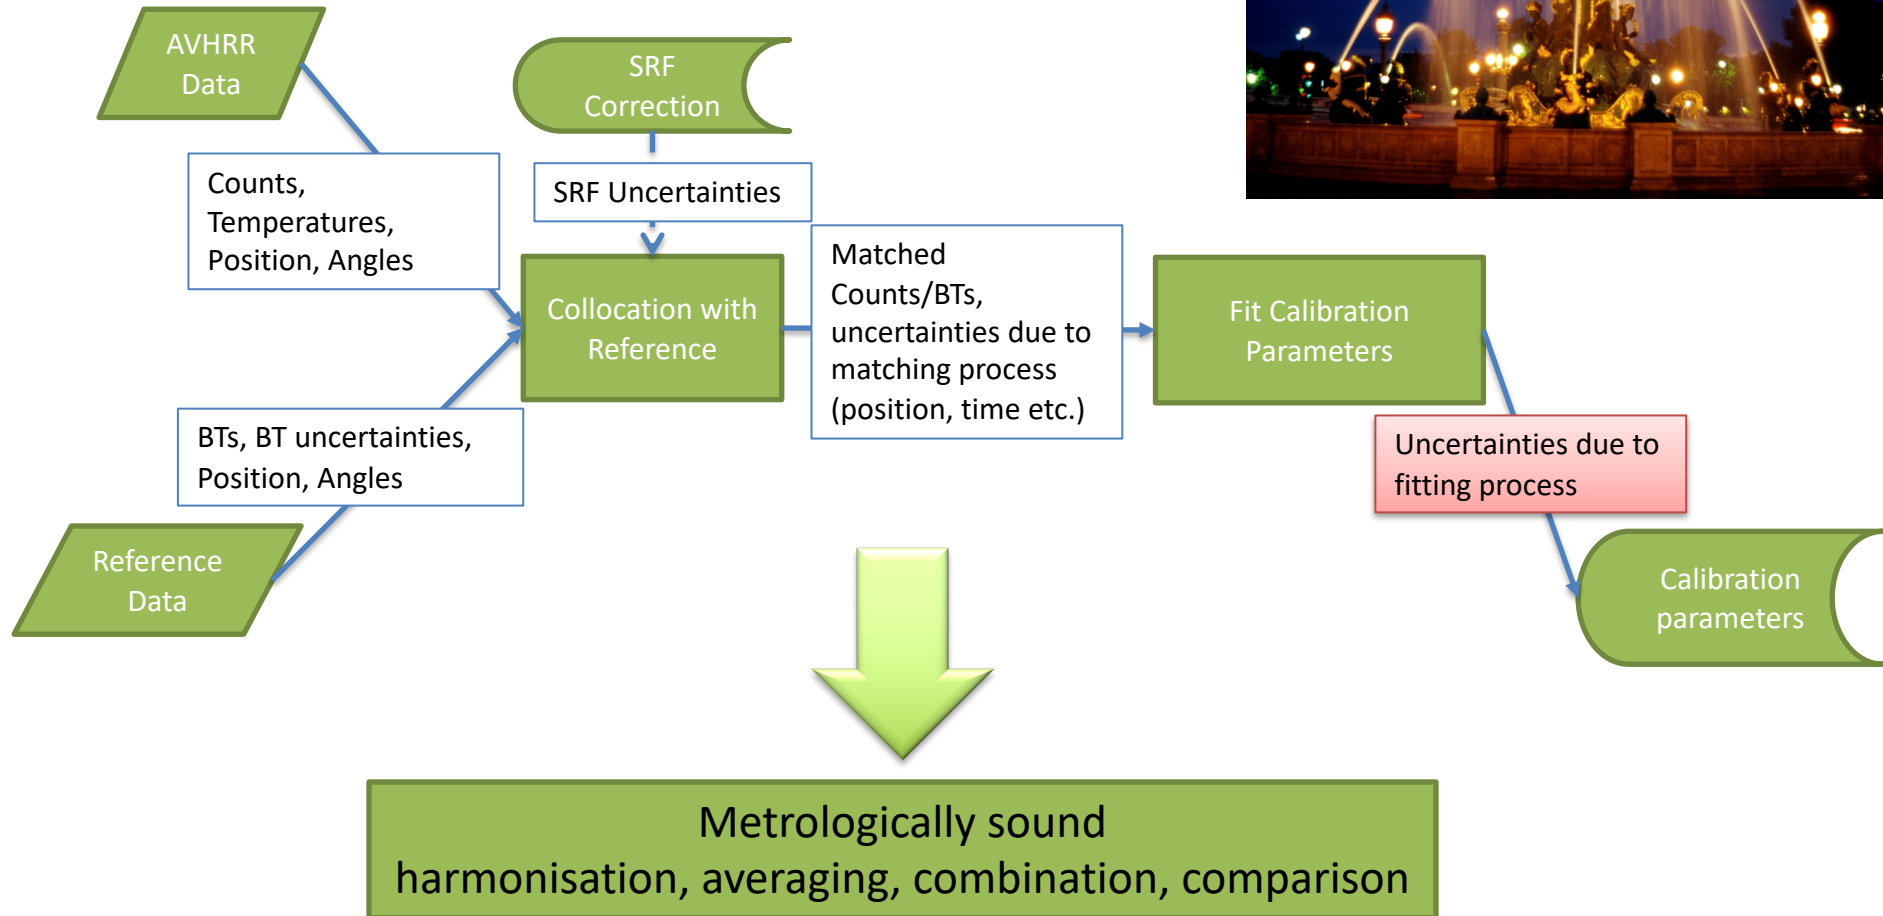 AVHRR
Data
SRF
Correction
Counts,
Temperatures,
Position, Angles
SRF Uncertainties
Matched
Counts/BTs,
uncertainties due to
matching process
(position, time etc.)
Collocation with
Reference
Fit Calibration
Parameters
BTs, BT uncertainties,
Position, Angles
Uncertainties due to
fitting process
Reference
Data
Calibration
parameters
Metrologically sound
harmonisation, averaging, combination, comparison